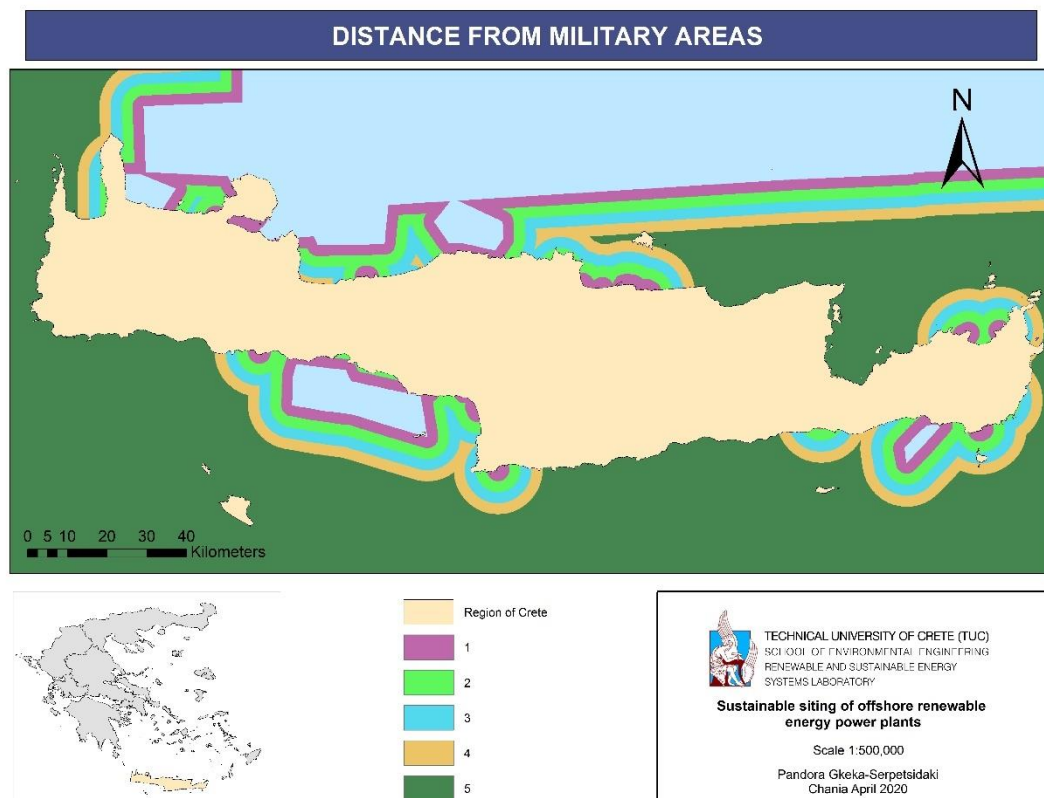 DISTANCE FROM MILITARY AREAS
N
0 5 10 20 30 40
Kilometers
Region of Crete
1
2
3
4
5
TECHNICAL UNIVERSITY OF CRETE (TUC)
SCHOOL OF ENVIRONMENTAL ENGINEERING
RENEWABLE AND SUSTAINABLE ENERGY
SYSTEMS LABORATORY
Sustainable siting of offshore renewable
energy power plants
Scale 1:500,000
Pandora Gkeka-Serpetsidaki
Chania April 2020